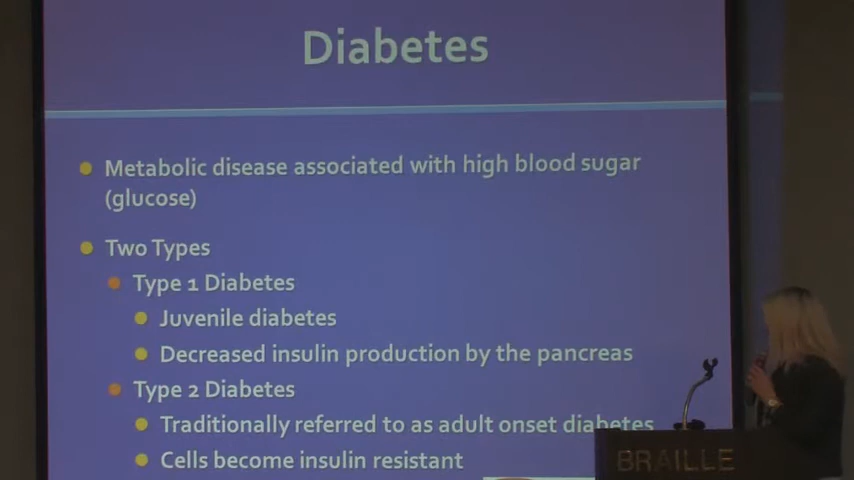 Diabetes
Metabolic disease associated with high blood sugar
(glucose)
Two Types
Type 1 Diabetes
Juvenile diabetes
Decreased insulin production by the pancreas
Type 2 Diabetes
Traditionally referred to as adult onset diabetes
Cells become insulin resistant
BRAILLE